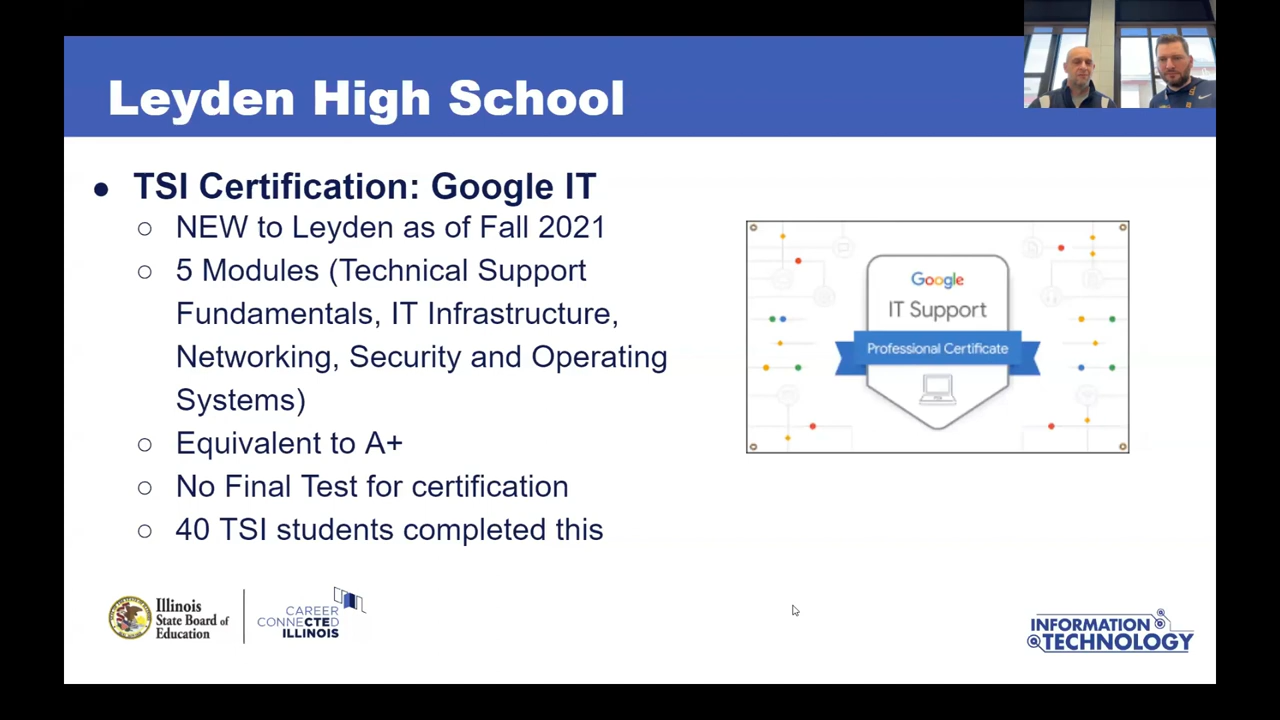 Leyden High School
● TSI Certification: Google IT
○ NEW to Leyden as of Fall 2021
○ 5 Modules (Technical Support
Fundamentals, IT Infrastructure,
Networking, Security and Operating
Systems)
○ Equivalent to A+
○ No Final Test for certification
○ 40 TSI students completed this
Google
IT Support
Professional Certificate
Illinois
State Board of
Education
CAREER
CONNECTED
ILLINOIS
INFORMATION
TECHNOLOGY